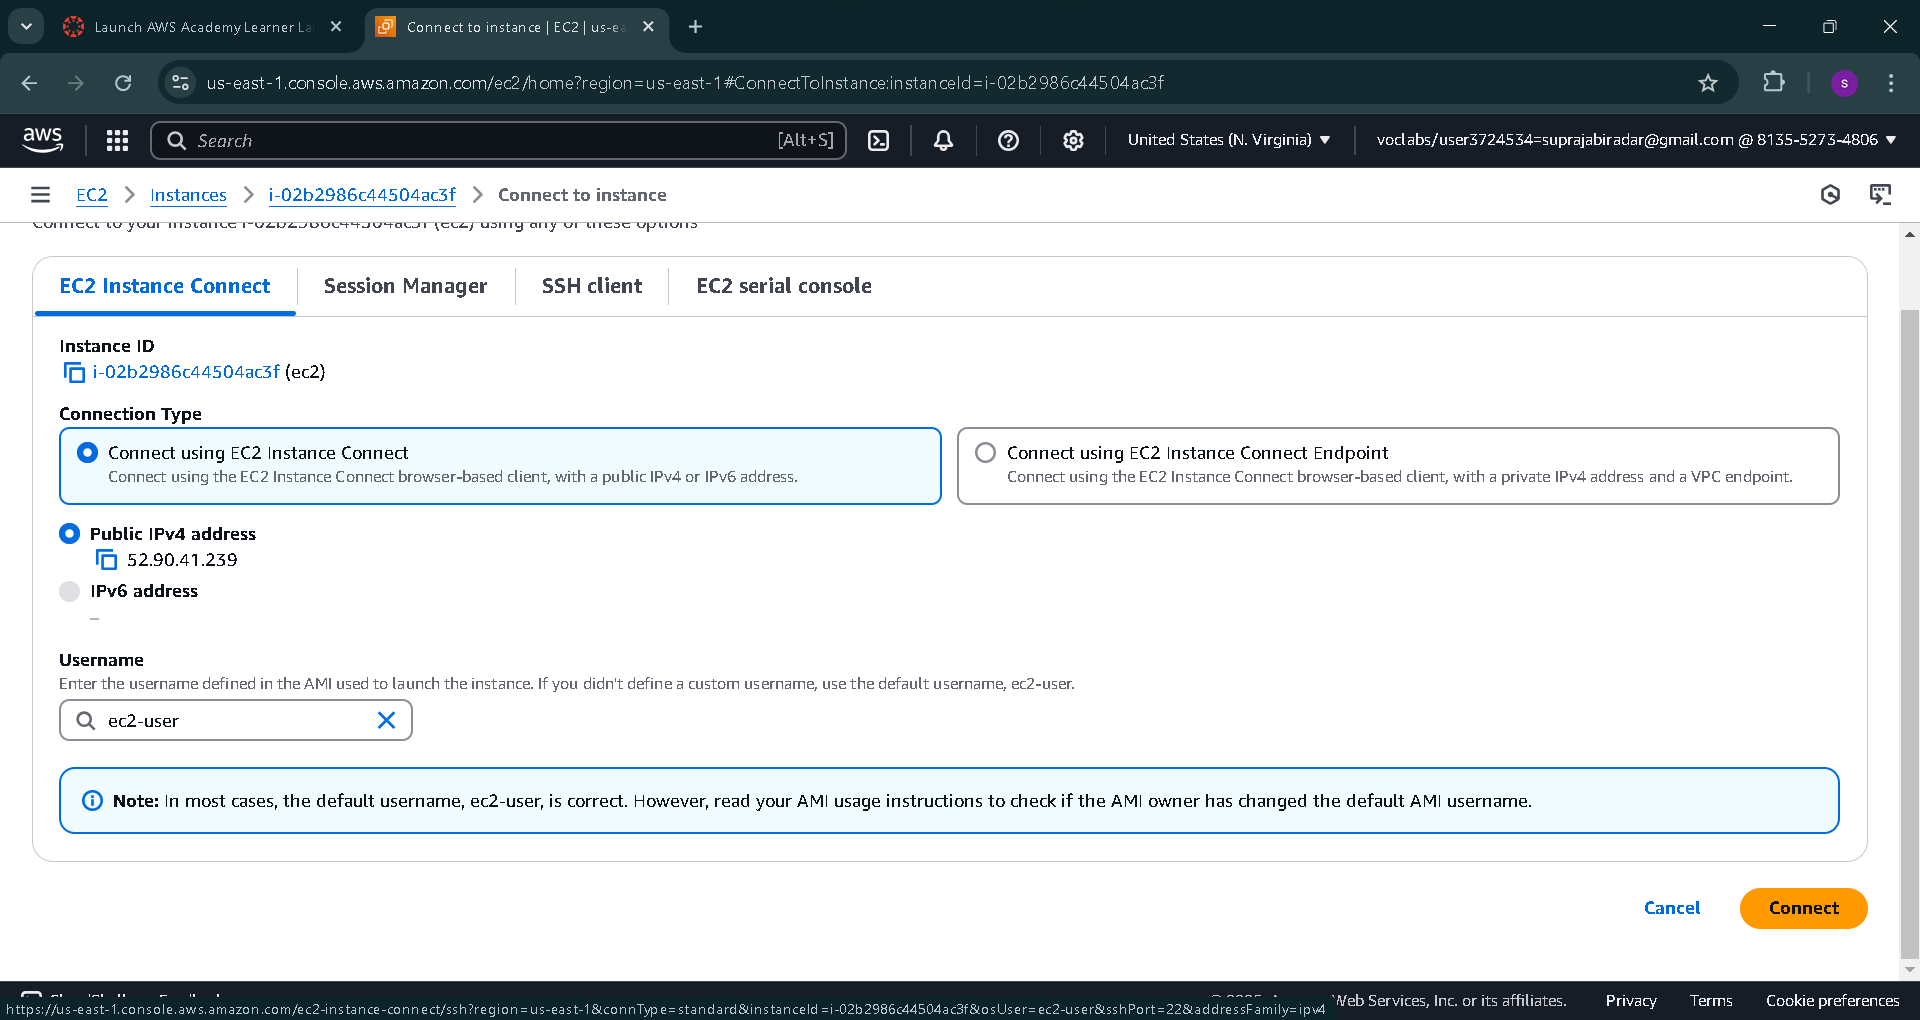 Launch AWS Academy Learner La
Connect to instance | EC2 | us-ea
us-east-1.console.aws.amazon.com/ec2/home?region=us-east-1#ConnectToInstance:instanceId=i-02b2986c44504ac3f
s
aws
Search
[Alt+S]
United States (N. Virginia)
voclabs/user3724534=suprajabiradar@gmail.com @ 8135-5273-4806
EC2 > Instances > i-02b2986c44504ac3f > Connect to instance
Connect to your instance i-02b2986c44504ac3f (ec2) using any of these options
EC2 Instance Connect
Session Manager
SSH client
EC2 serial console
Instance ID
i-02b2986c44504ac3f (ec2)
Connection Type
Connect using EC2 Instance Connect
Connect using the EC2 Instance Connect browser-based client, with a public IPv4 or IPv6 address.
Connect using EC2 Instance Connect Endpoint
Connect using the EC2 Instance Connect browser-based client, with a private IPv4 address and a VPC endpoint.
Public IPv4 address
52.90.41.239
IPv6 address
–
Username
Enter the username defined in the AMI used to launch the instance. If you didn't define a custom username, use the default username, ec2-user.
ec2-user
Note: In most cases, the default username, ec2-user, is correct. However, read your AMI usage instructions to check if the AMI owner has changed the default AMI username.
Cancel
Connect
Web Services, Inc. or its affiliates.
Privacy
Terms
Cookie preferences
https://us-east-1.console.aws.amazon.com/ec2-instance-connect/ssh?region=us-east-1&connType=standard&instanceId=i-02b2986c44504ac3f&osUser=ec2-user&sshPort=22&addressFamily=ipv4